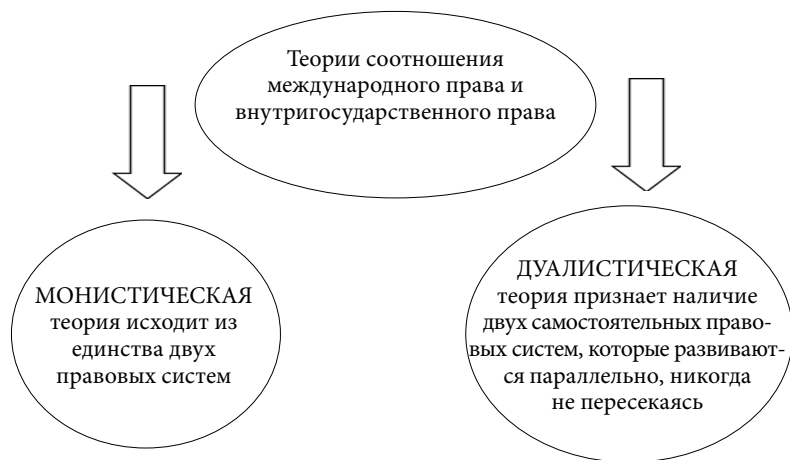 Теории соотношения
международного права и
внутригосударственного права
МОНИСТИЧЕСКАЯ
теория исходит из
единства двух
правовых систем
ДУАЛИСТИЧЕСКАЯ
теория признает наличие
двух самостоятельных право-
вых систем, которые развивают-
ся параллельно, никогда
не пересекаясь